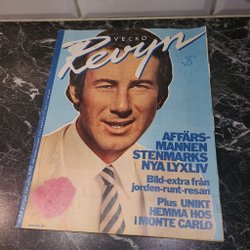 VECKO
Revyn
AFFÄRS-
MANNEN
STENMARKS
NYA LYXLIV
Bild-extra från
jorden-runt-resan
Plus UNIKT
HEMMA HOS
i MONTE CARLO